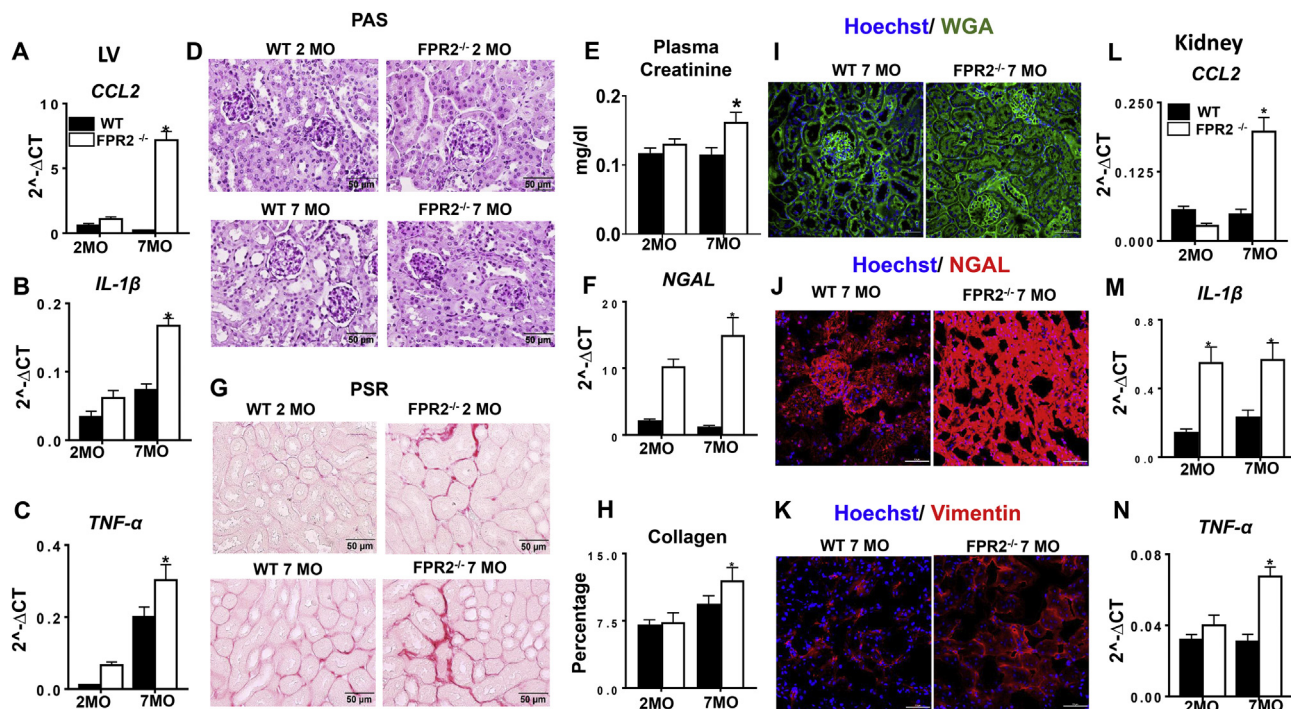 A
LV
CCL2
10
5
0
2^-ΔCT
WT
FPR2 -/-
*
2MO
7MO
B
IL-1β
0.2
0.1
0.0
2^-ΔCT
*
2MO
7MO
C
TNF-α
0.4
0.2
0.0
2^-ΔCT
*
2MO
7MO
PAS
D
WT 2 MO
FPR2-/- 2 MO
50 µm
50 µm
WT 7 MO
FPR2-/- 7 MO
50 µm
50 µm
G
PSR
WT 2 MO
FPR2-/- 2 MO
50 µm
50 µm
WT 7 MO
FPR2-/- 7 MO
50 µm
50 µm
E
Plasma
Creatinine
0.2
0.1
0.0
mg/dl
*
2MO
7MO
F
NGAL
20
10
0
2^-ΔCT
*
2MO
7MO
H
Collagen
15.0
7.5
0.0
Percentage
*
2MO
7MO
Hoechst/ WGA
I
WT 7 MO
FPR2-/- 7 MO
Hoechst/ NGAL
J
WT 7 MO
FPR2-/- 7 MO
K
Hoechst/ Vimentin
WT 7 MO
FPR2-/- 7 MO
L
Kidney
CCL2
0.250
0.125
0.000
2^-ΔCT
WT
FPR2 -/-
*
2MO
7MO
M
IL-1β
0.8
0.4
0.0
2^-ΔCT
*
*
2MO
7MO
N
TNF-α
0.08
0.04
0.00
2^-ΔCT
*
2MO
7MO